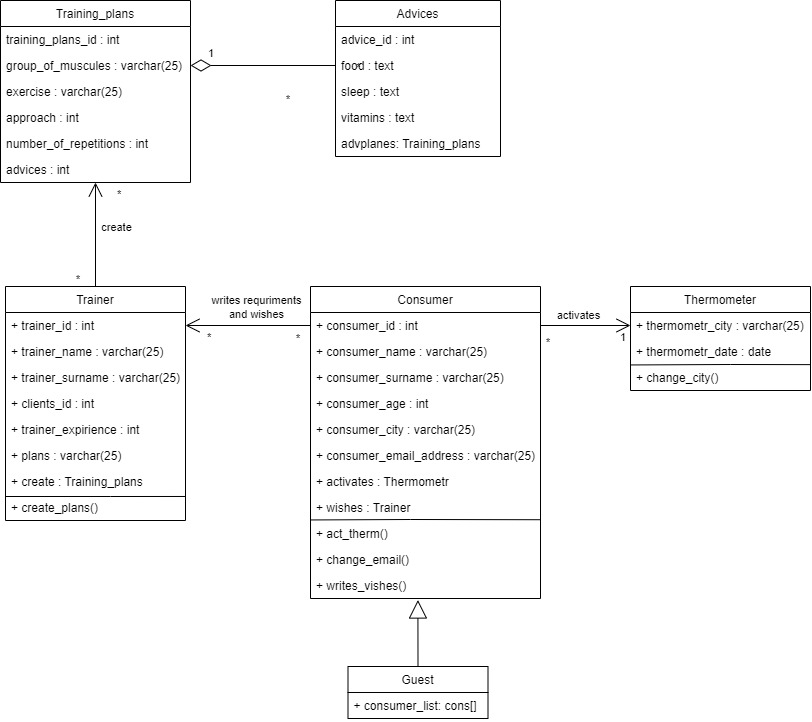 Training_plans
training_plans_id : int
group_of_muscules : varchar(25)
exercise : varchar(25)
approach : int
number_of_repetitions : int
advices : int
1
*
Advices
advice_id : int
food : text
sleep : text
vitamins : text
advplanes: Training_plans
*
create
*
Trainer
+ trainer_id : int
+ trainer_name : varchar(25)
+ trainer_surname : varchar(25)
+ clients_id : int
+ trainer_expirience : int
+ plans : varchar(25)
+ create : Training_plans
+ create_plans()
writes requriments
and wishes
*
*
Consumer
+ consumer_id : int
+ consumer_name : varchar(25)
+ consumer_surname : varchar(25)
+ consumer_age : int
+ consumer_city : varchar(25)
+ consumer_email_address : varchar(25)
+ activates : Thermometr
+ wishes : Trainer
+ act_therm()
+ change_email()
+ writes_vishes()
activates
*
1
Thermometer
+ thermometr_city : varchar(25)
+ thermometr_date : date
+ change_city()
Guest
+ consumer_list: cons[]